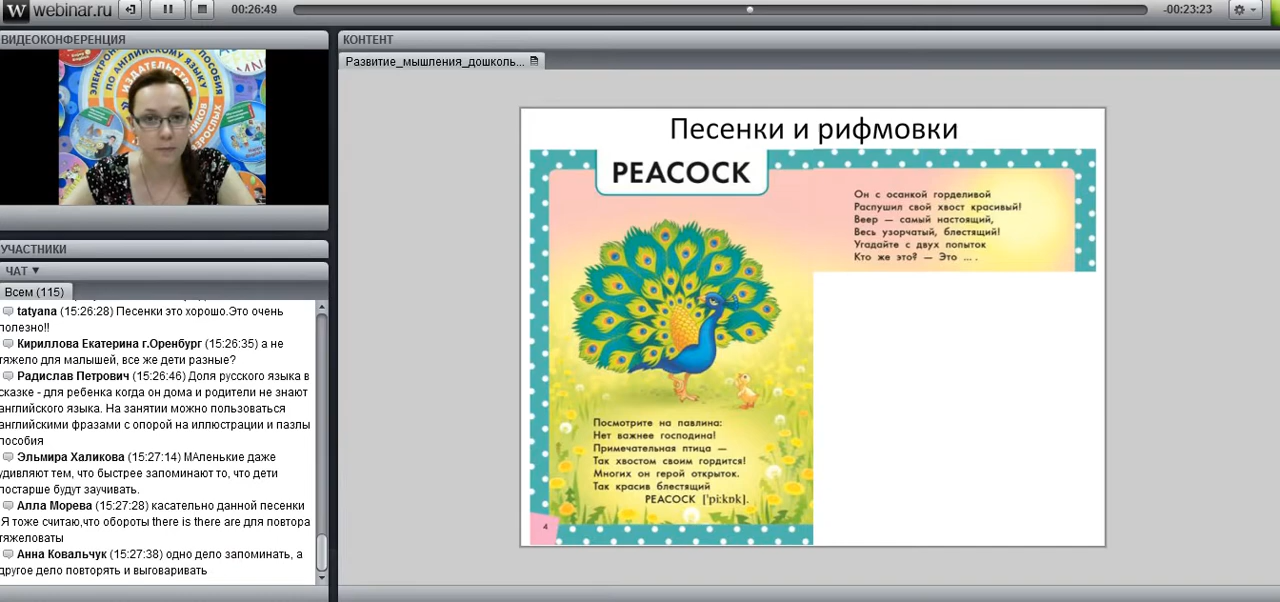 webinar.ru
00:26:49
-00:23:23
ВИДЕОКОНФЕРЕНЦИЯ
ЭЛЕКТРОННЫЕ ПОСОБИЯ
ПО АНГЛИЙСКОМУ ЯЗЫКУ
ИЗДАТЕЛЬСТВА
УЧАСТНИКИ
ЧАТ
Всем (115)
tatyana (15:26:28) Песенки это хорошо.Это очень
полезно!!
Кириллова Екатерина г.Оренбург (15:26:35) а не
тяжело для малышей, все же дети разные?
Радислав Петрович (15:26:46) Доля русского языка в
сказке - для ребенка когда он дома и родители не знают
английского языка. На занятии можно пользоваться
английскими фразами с опорой на иллюстрации и пазлы
пособия
Эльмира Халикова (15:27:14) МАленькие даже
удивляют тем, что быстрее запоминают то, что дети
постарше будут заучивать.
Алла Морева (15:27:28) касательно данной песенки
Я тоже считаю,что обороты there is there are для повтора
тяжеловаты
Анна Ковальчук (15:27:38) одно дело запоминать, а
другое дело повторять и выговаривать
КОНТЕНТ
Развитие_мышления_дошколь...
Песенки и рифмовки
PEACOCK
Он с осанкой горделивой
Распушил свой хвост красивый!
Веер — самый настоящий,
Весь узорчатый, блестящий!
Угадайте с двух попыток
Кто же это? — Это ... .
Посмотрите на павлина:
Нет важнее господина!
Примечательная птица —
Так хвостом своим гордится!
Многих он герой открыток.
Так красив блестящий
PEACOCK ['pi:kɒk].
4